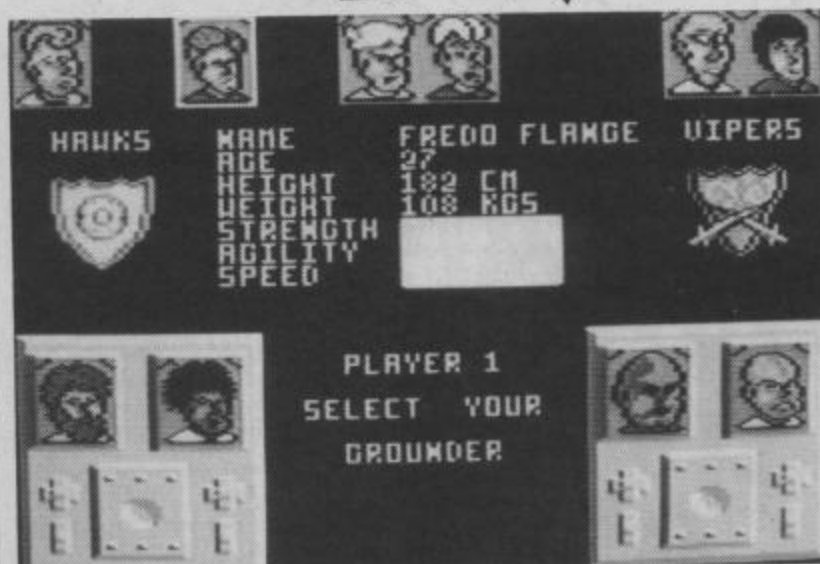 HAWKS
VIPERS
NAME FREDO FLANGE
AGE 27
HEIGHT 182 CM
WEIGHT 108 KGS
STRENGTH
AGILITY
SPEED
PLAYER 1
SELECT YOUR
GROUNDER